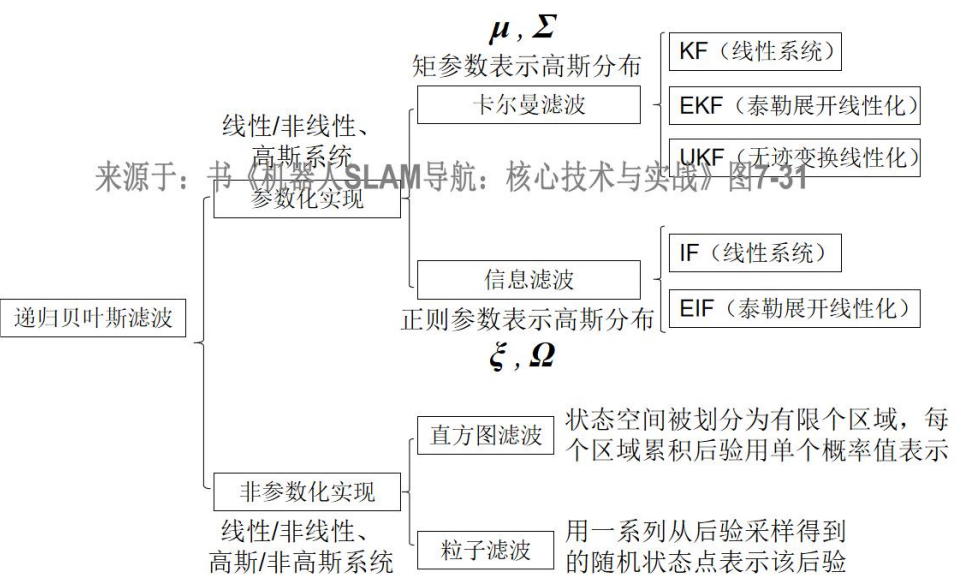 μ , Σ
矩参数表示高斯分布
卡尔曼滤波
KF（线性系统）
EKF（泰勒展开线性化）
UKF（无迹变换线性化）
线性/非线性、
高斯系统
来源于：书《机器人SLAM导航：核心技术与实战》图7-31
参数化实现
IF（线性系统）
信息滤波
EIF（泰勒展开线性化）
正则参数表示高斯分布
ξ , Ω
递归贝叶斯滤波
直方图滤波
状态空间被划分为有限个区域，每
个区域累积后验用单个概率值表示
非参数化实现
线性/非线性、
高斯/非高斯系统
粒子滤波
用一系列从后验采样得到
的随机状态点表示该后验